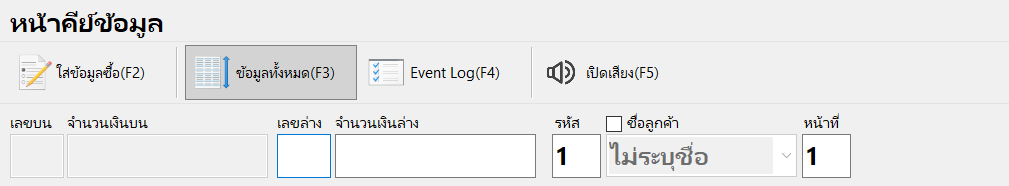 หน้าคีย์ข้อมูล
ใส่ข้อมูลซื้อ(F2) ข้อมูลทั้งหมด(F3) Event Log(F4) เปิดเสียง(F5)
เลขบน จำนวนเงินบน เลขล่าง จำนวนเงินล่าง รหัส ชื่อลูกค้า หน้าที่
1 ไม่ระบุชื่อ 1